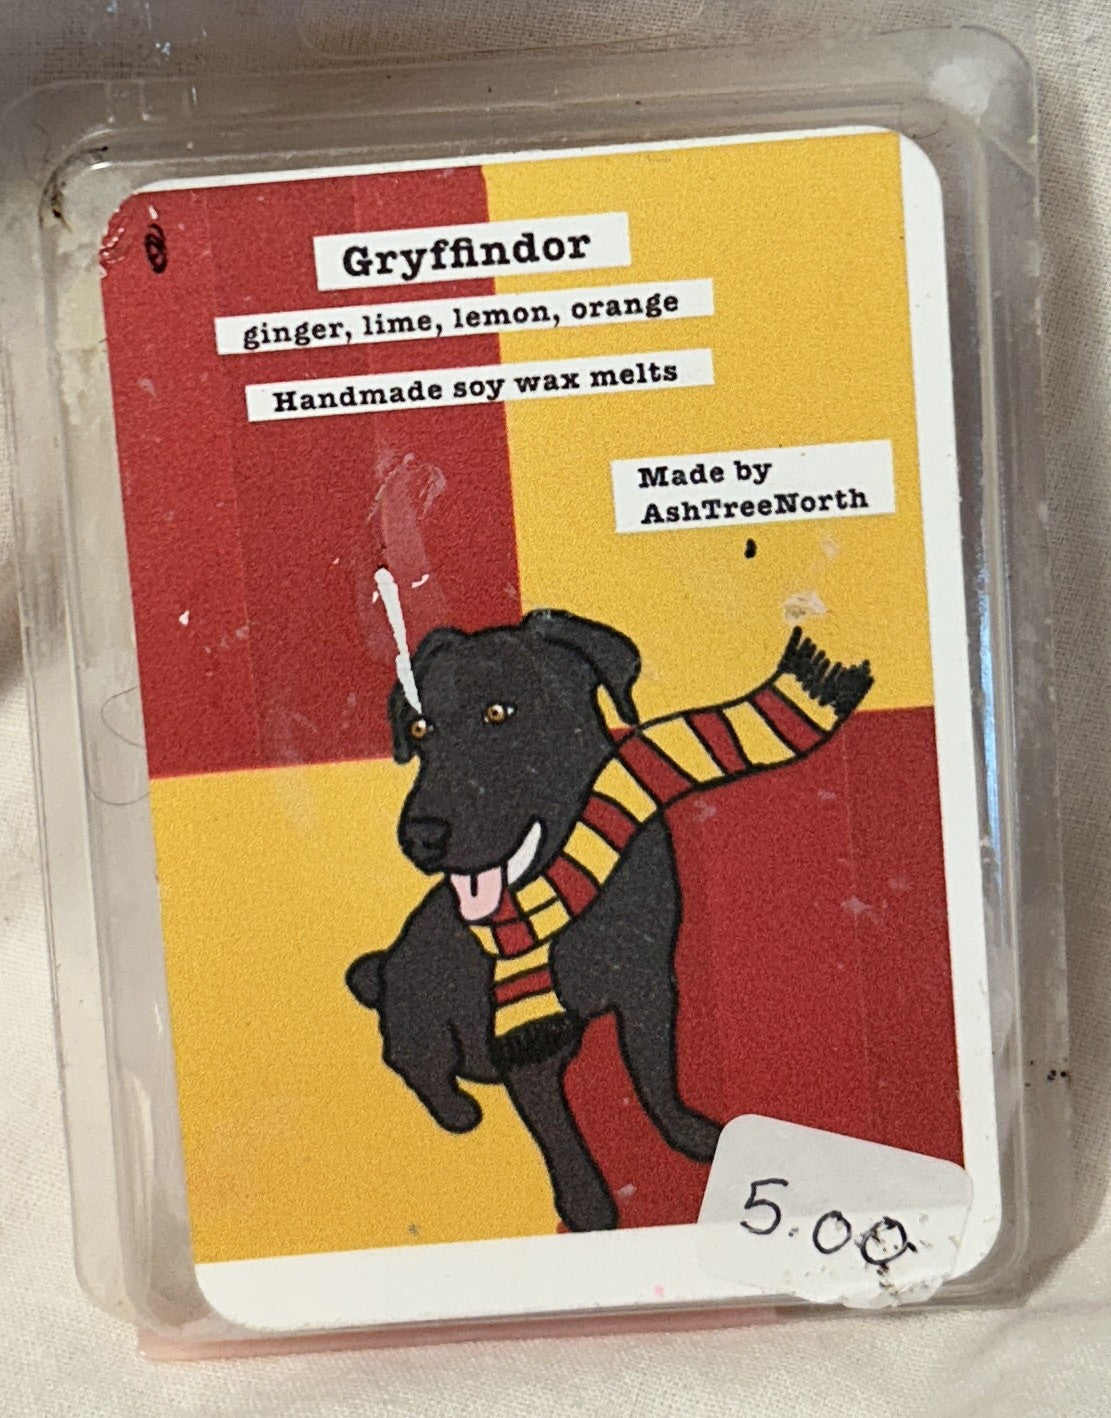 Gryffindor
ginger, lime, lemon, orange
Handmade soy wax melts
Made by
AshTreeNorth
5.00